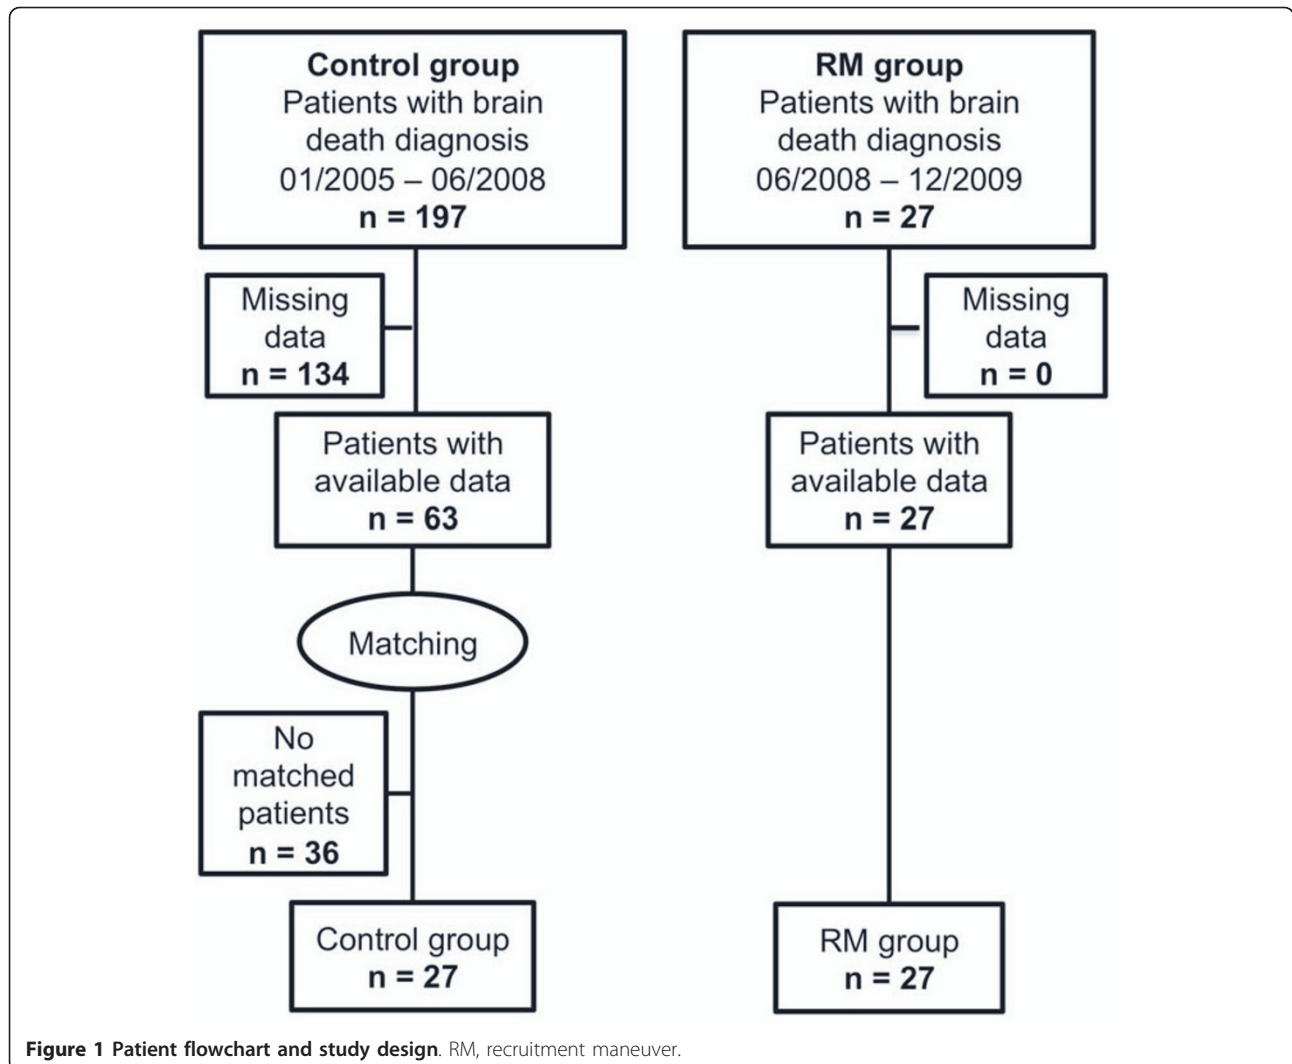 Control group
Patients with brain
death diagnosis
01/2005 – 06/2008
n = 197
RM group
Patients with brain
death diagnosis
06/2008 – 12/2009
n = 27
Missing
data
n = 134
Missing
data
n = 0
Patients with
available data
n = 63
Patients with
available data
n = 27
Matching
No
matched
patients
n = 36
Control group
n = 27
RM group
n = 27
Figure 1 Patient flowchart and study design. RM, recruitment maneuver.